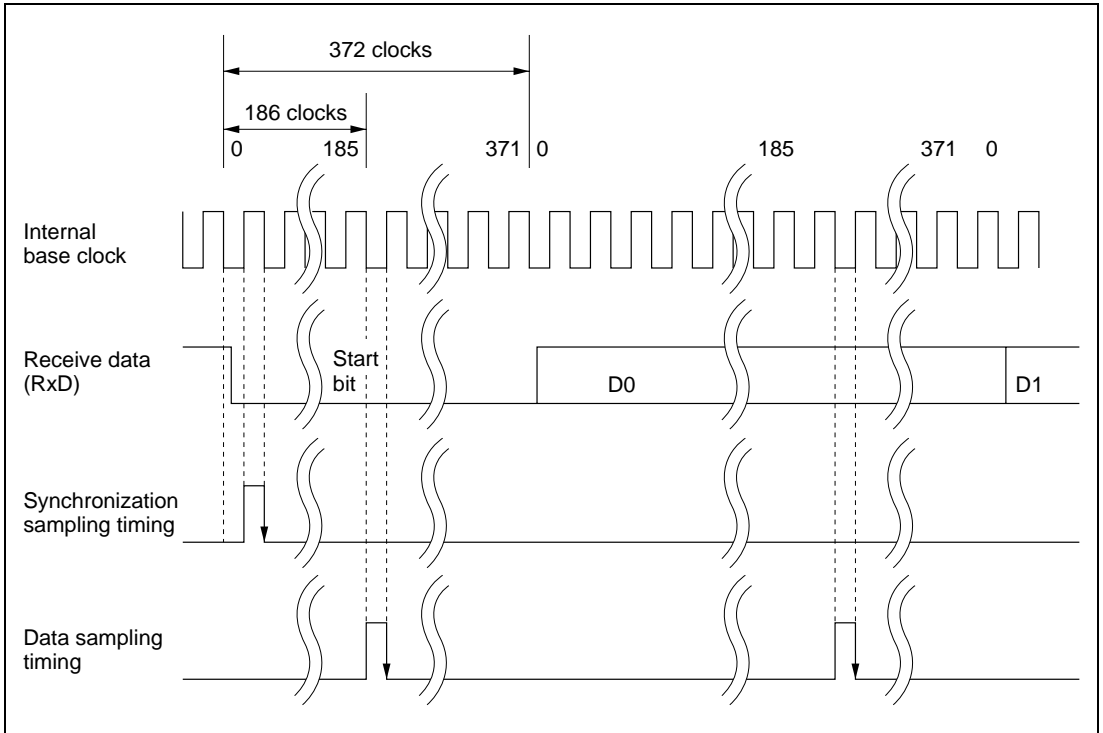 372 clocks
186 clocks
0 185 371 0 185 371 0
Internal
base clock
Receive data
(RxD)
Start
bit
D0
D1
Synchronization
sampling timing
Data sampling
timing